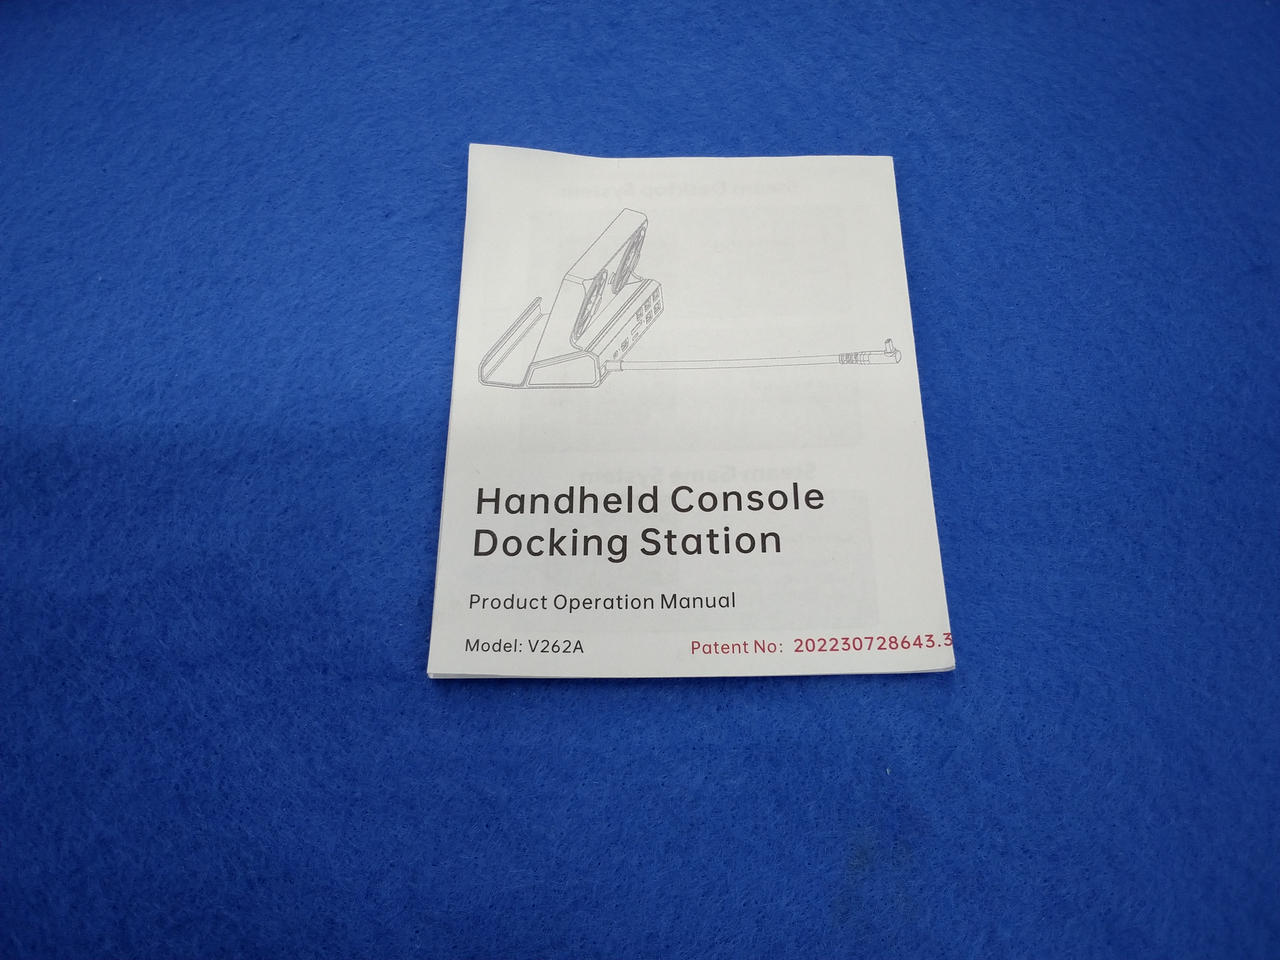 Handheld Console
Docking Station
Product Operation Manual
Model: V262A
Patent No: 202230728643.3